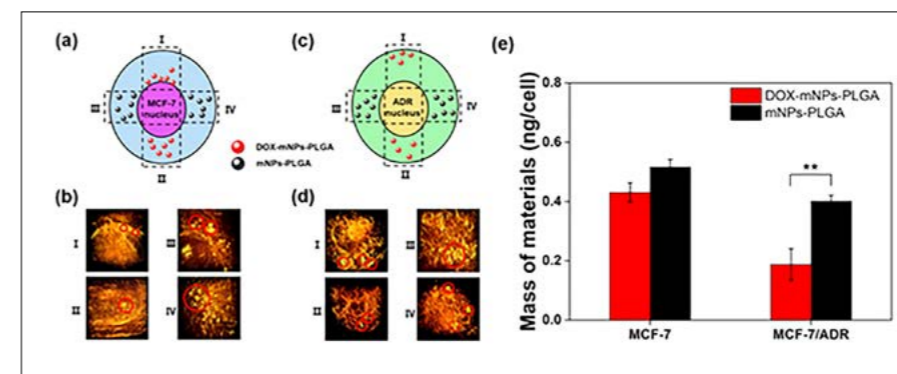 (a)
I
MCF-7
nucleus
III
IV
II
DOX-mNPs-PLGA
mNPs-PLGA
(c)
I
ADR
nucleus
III
IV
II
(b)
I
III
II
IV
(d)
I
III
II
IV
(e)
Mass of materials (ng/cell)
0.8
0.6
0.4
0.2
0.0
DOX-mNPs-PLGA
mNPs-PLGA
**
MCF-7
MCF-7/ADR